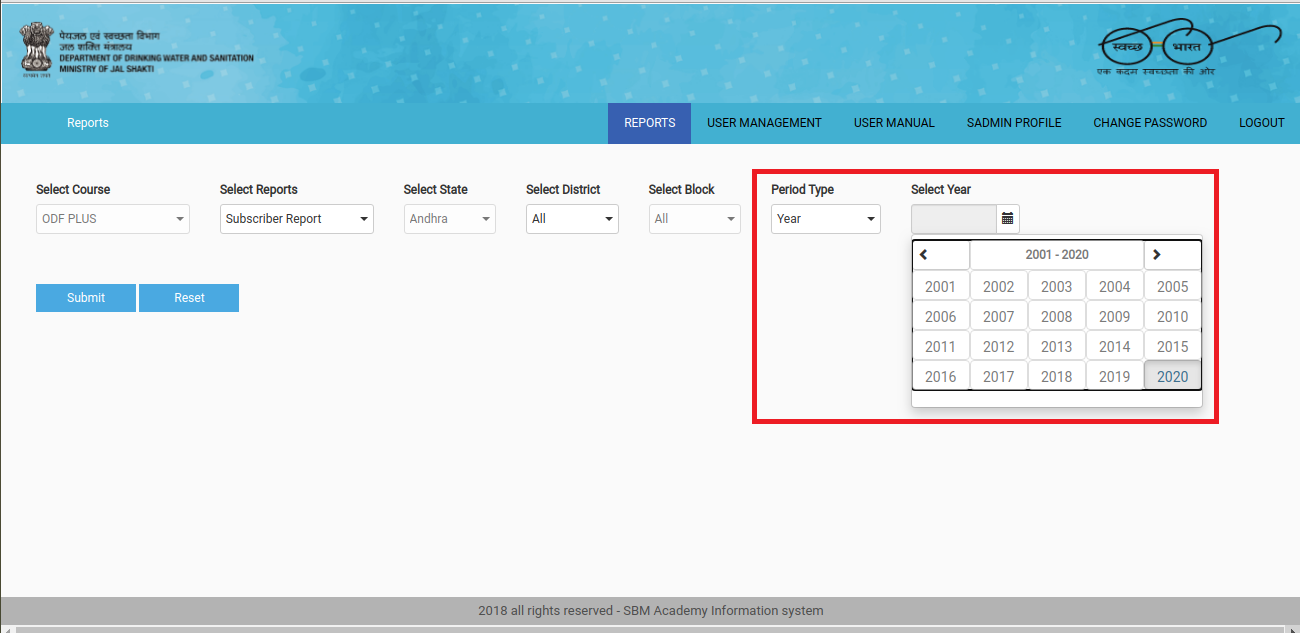 पेयजल एवं स्वच्छता विभाग
जल शक्ति मंत्रालय
DEPARTMENT OF DRINKING WATER AND SANITATION
MINISTRY OF JAL SHAKTI
स्वच्छ भारत
एक कदम स्वच्छता की ओर
Reports REPORTS USER MANAGEMENT USER MANUAL SADMIN PROFILE CHANGE PASSWORD LOGOUT
Select Course Select Reports Select State Select District Select Block Period Type Select Year
ODF PLUS Subscriber Report Andhra All All Year
2001 - 2020
2001 2002 2003 2004 2005
2006 2007 2008 2009 2010
2011 2012 2013 2014 2015
2016 2017 2018 2019 2020
Submit Reset
2018 all rights reserved - SBM Academy Information system